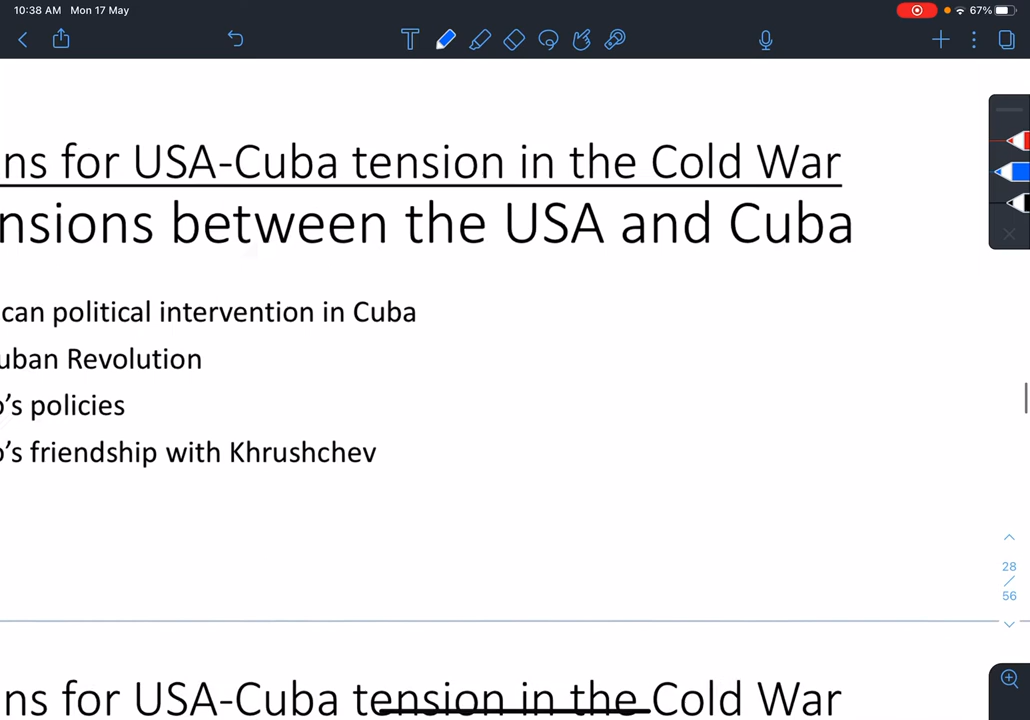 10:38 AM Mon 17 May
67%
T
ns for USA-Cuba tension in the Cold War
nsions between the USA and Cuba
can political intervention in Cuba
uban Revolution
o's policies
o's friendship with Khrushchev
28
/
56
ns for USA-Cuba tension in the Cold War